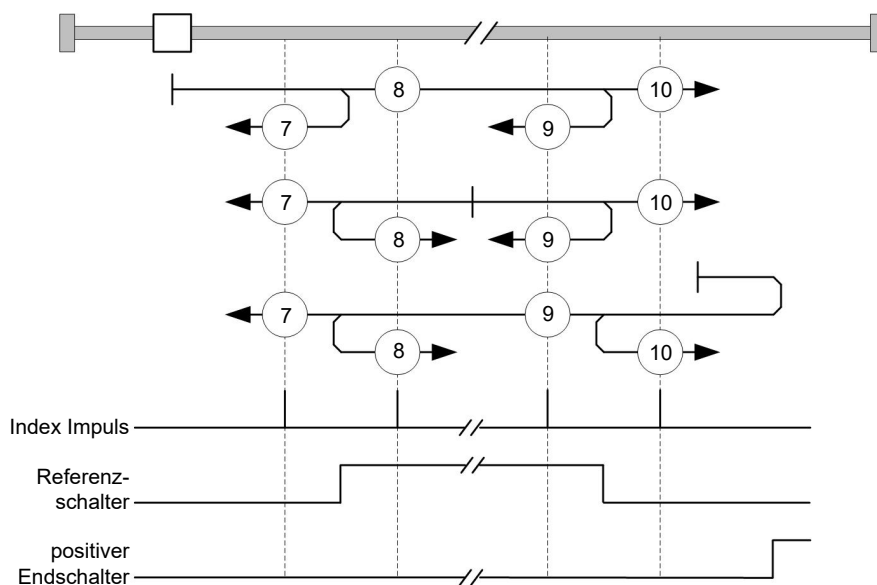 8
10
7
9
7
10
8
9
7
9
8
10
Index Impuls
Referenz-
schalter
positiver
Endschalter